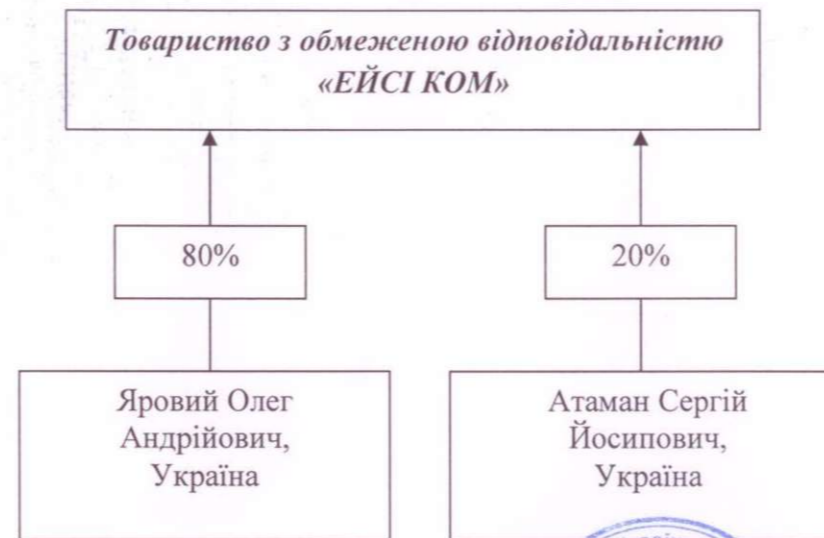 Товариство з обмеженою відповідальністю
«ЕЙСІ КОМ»
80%
20%
Яровий Олег
Андрійович,
Україна
Атаман Сергій
Йосипович,
Україна